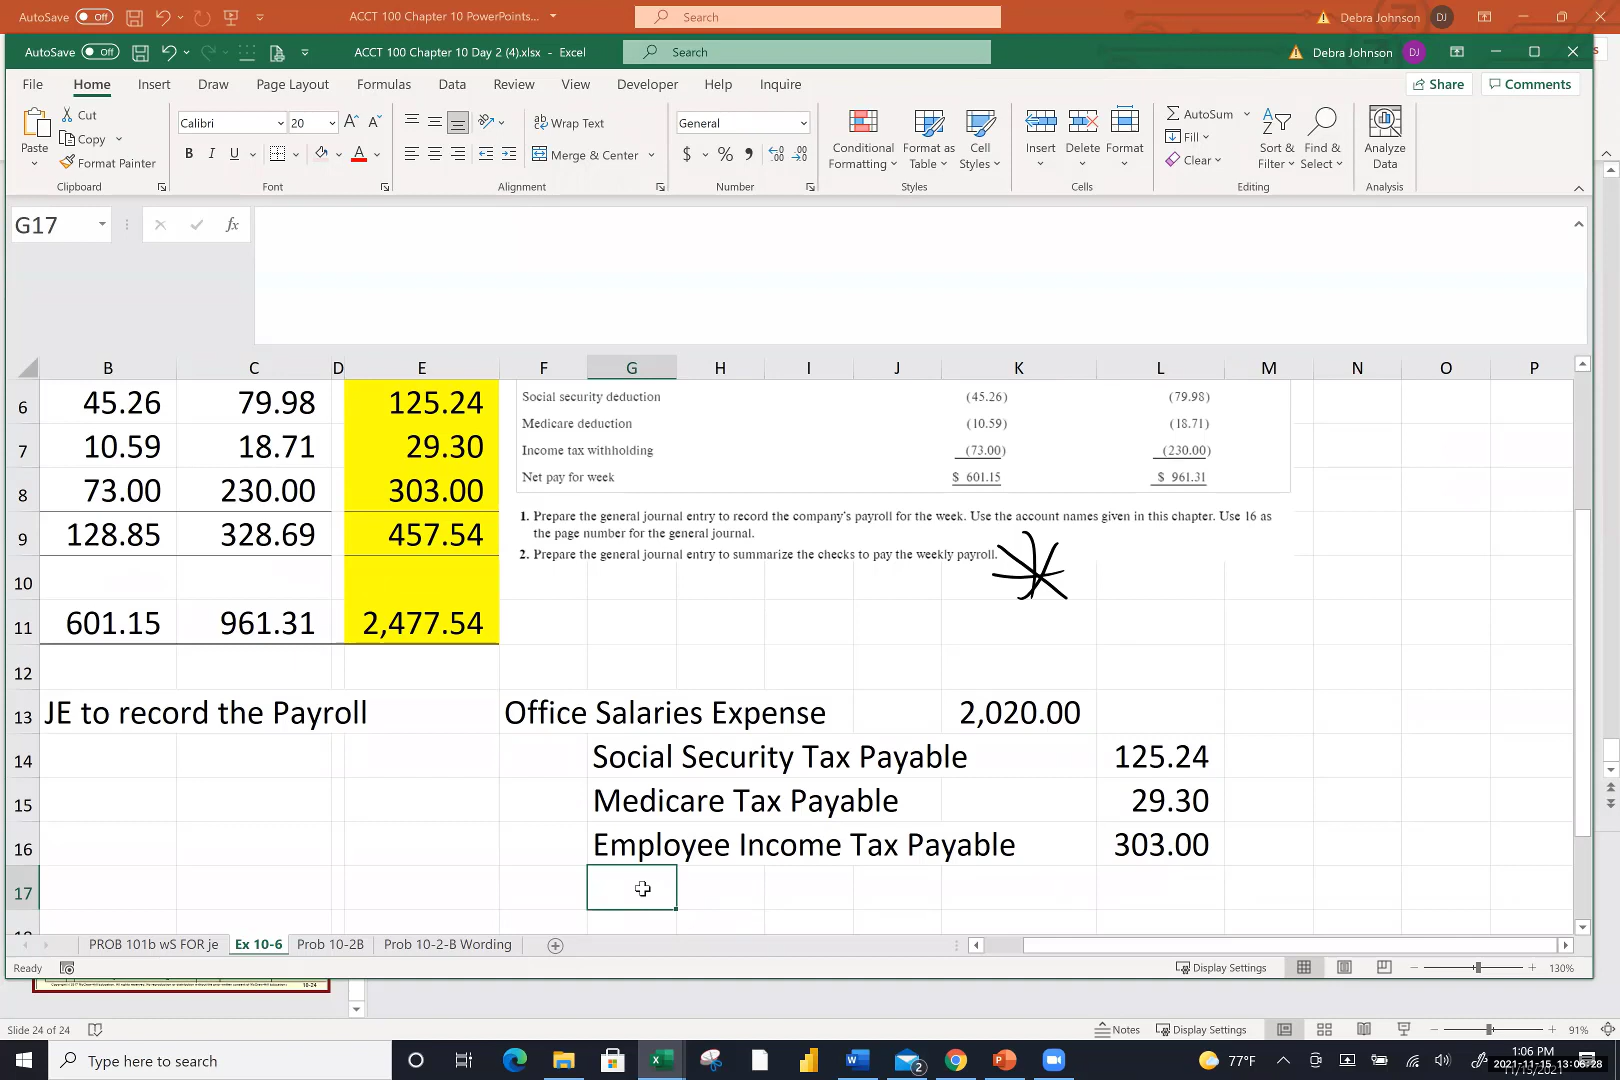 AutoSave Off ACCT 100 Chapter 10 PowerPoints... Search Debra Johnson DJ
AutoSave Off ACCT 100 Chapter 10 Day 2 (4).xlsx - Excel Search Debra Johnson DJ
File Home Insert Draw Page Layout Formulas Data Review View Developer Help Inquire Share Comments
Paste Cut Copy Format Painter Clipboard
Calibri 20 B I U A Font
Wrap Text Merge & Center Alignment
General $ % Number
Conditional Formatting Format as Table Cell Styles Styles
Insert Delete Format Cells
AutoSum Fill Clear Sort & Filter Find & Select Editing
Analyze Data Analysis
G17 fx
B C D E F G H I J K L M N O P
6 45.26 79.98 125.24 Social security deduction (45.26) (79.98)
7 10.59 18.71 29.30 Medicare deduction (10.59) (18.71)
8 73.00 230.00 303.00 Income tax withholding (73.00) (230.00)
Net pay for week $ 601.15 $ 961.31
9 128.85 328.69 457.54
1. Prepare the general journal entry to record the company's payroll for the week. Use the account names given in this chapter. Use 16 as
the page number for the general journal.
2. Prepare the general journal entry to summarize the checks to pay the weekly payroll.
10
11 601.15 961.31 2,477.54
12
13 JE to record the Payroll Office Salaries Expense 2,020.00
14 Social Security Tax Payable 125.24
15 Medicare Tax Payable 29.30
16 Employee Income Tax Payable 303.00
17
PROB 101b wS FOR je Ex 10-6 Prob 10-2B Prob 10-2-B Wording
Ready Display Settings 130%
Slide 24 of 24 Notes Display Settings 91%
Type here to search 2 77°F 1:06 PM
2021-11-15 13:06:28